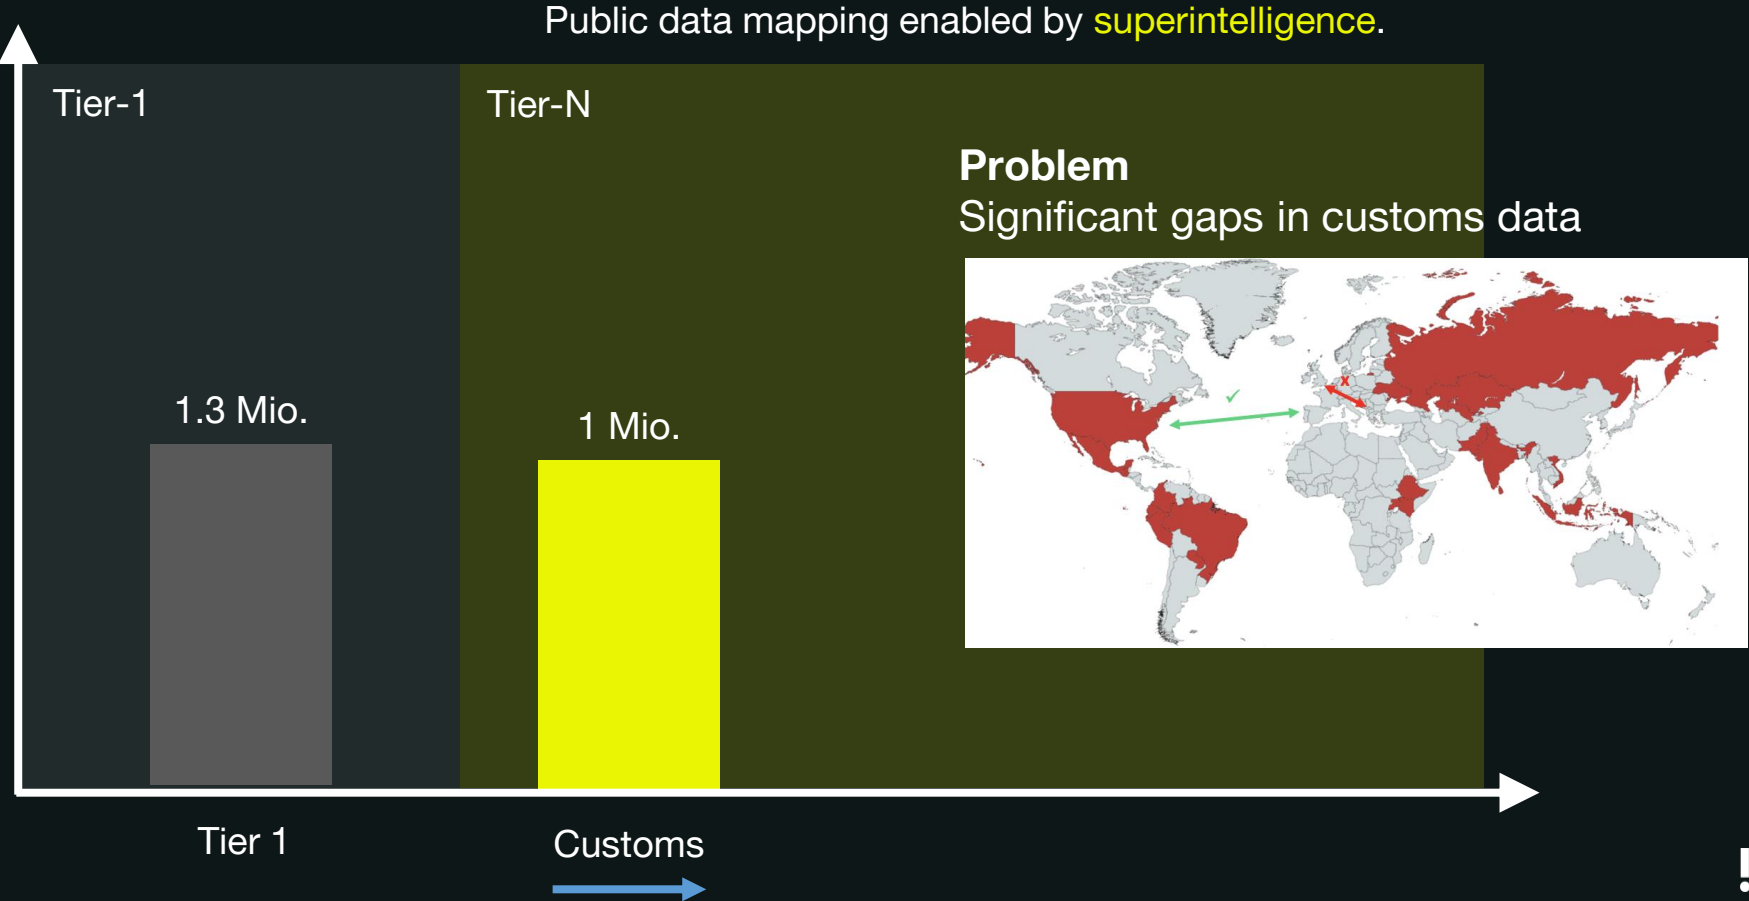 Public data mapping enabled by superintelligence.
Tier-1
Tier-N
Problem
Significant gaps in customs data
1.3 Mio.
1 Mio.
✓
x
Tier 1
Customs
!